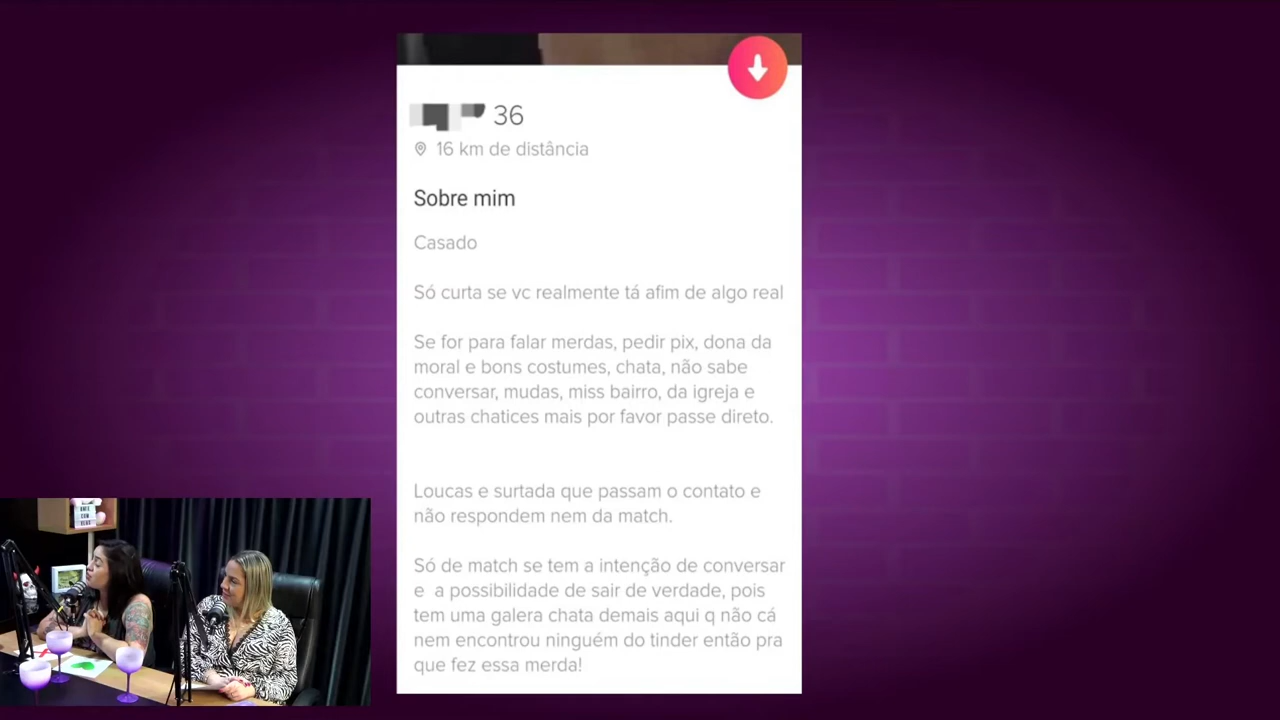 36
16 km de distância
Sobre mim
Casado
Só curta se vc realmente tá afim de algo real
Se for para falar merdas, pedir pix, dona da
moral e bons costumes, chata, não sabe
conversar, mudas, miss bairro, da igreja e
outras chatices mais por favor passe direto.
Loucas e surtada que passam o contato e
não respondem nem da match.
Só de match se tem a intenção de conversar
e a possibilidade de sair de verdade, pois
tem uma galera chata demais aqui q não cá
nem encontrou ninguém do tinder então pra
que fez essa merda!